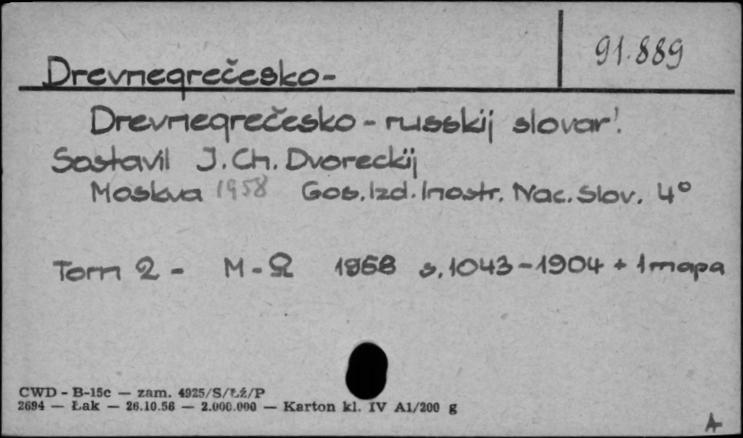 91.889
Drevnegrečesko-
Drevnegrečesko-russkij slovar'.
Sostavil J. Ch. Dvoreckij
Moskva 1958 Gos. Izd. Inostr. Nac. Slov. 4°
Tom 2 - M-Ω 1958 s. 1043-1904 + 1 mapa
CWD - B-15c — zam. 4925/S/Łź/P
2694 — Łak — 26.10.56 — 2.000.000 — Karton kl. IV A1/200 g
A